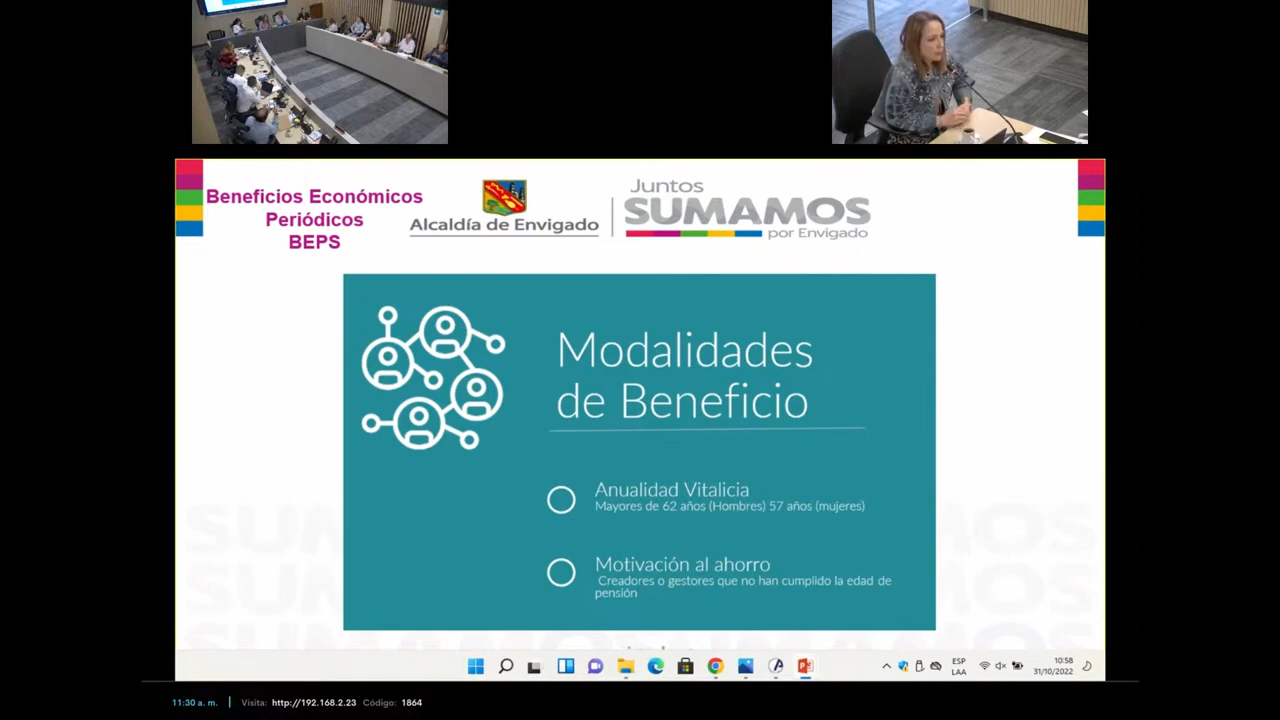 Beneficios Económicos
Periódicos
BEPS
Alcaldía de Envigado
Juntos
SUMAMOS
por Envigado
Modalidades
de Beneficio
Anualidad Vitalicia
Mayores de 62 años (Hombres) 57 años (mujeres)
Motivación al ahorro
Creadores o gestores que no han cumplido la edad de
pensión
SUMAMOS
SUMAMOS
ESP
LAA
10:58
31/10/2022
11:30 a. m.
Visita: http://192.168.2.23 Código: 1864